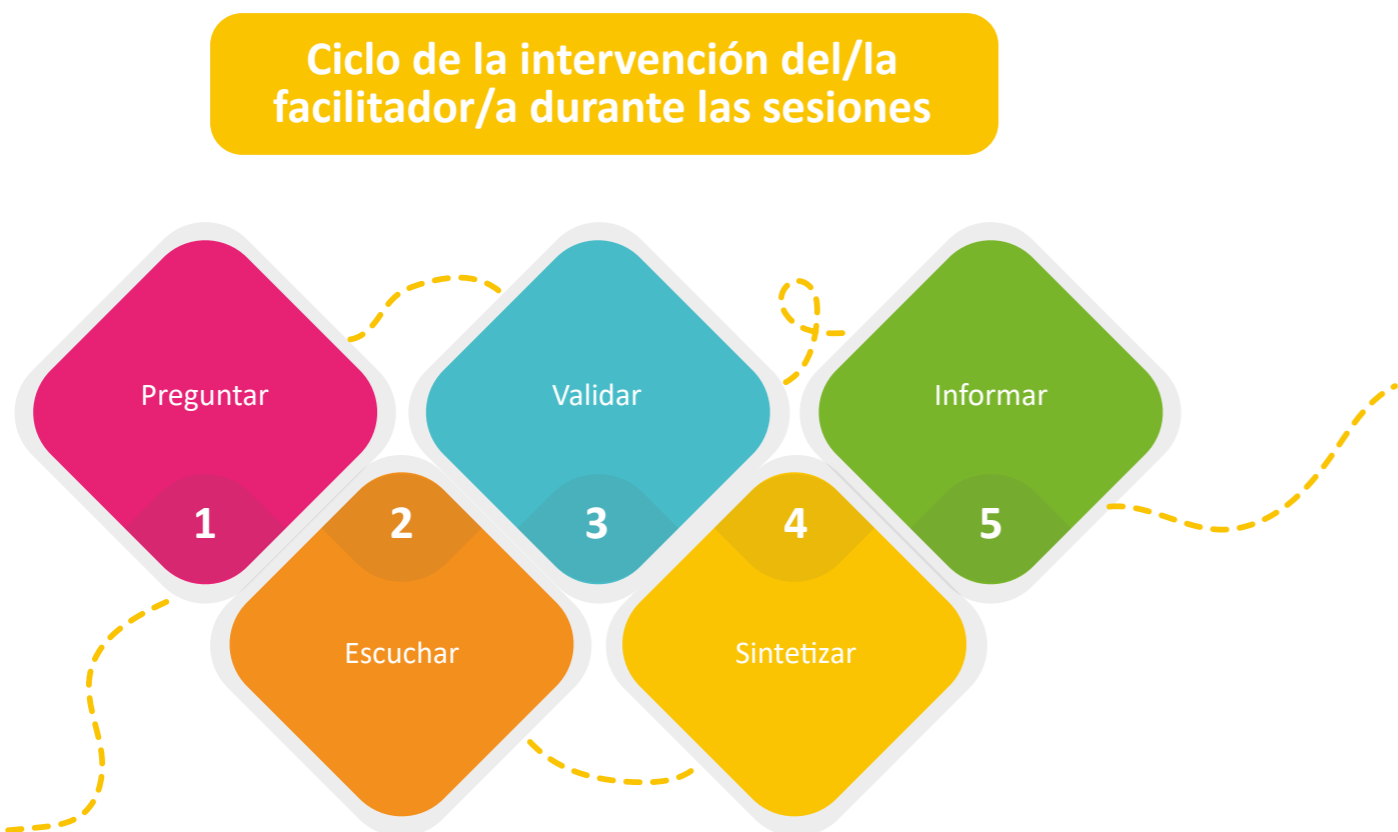 Ciclo de la intervención del/la
facilitador/a durante las sesiones
Preguntar
1
2
Escuchar
Validar
3
4
Sintetizar
Informar
5